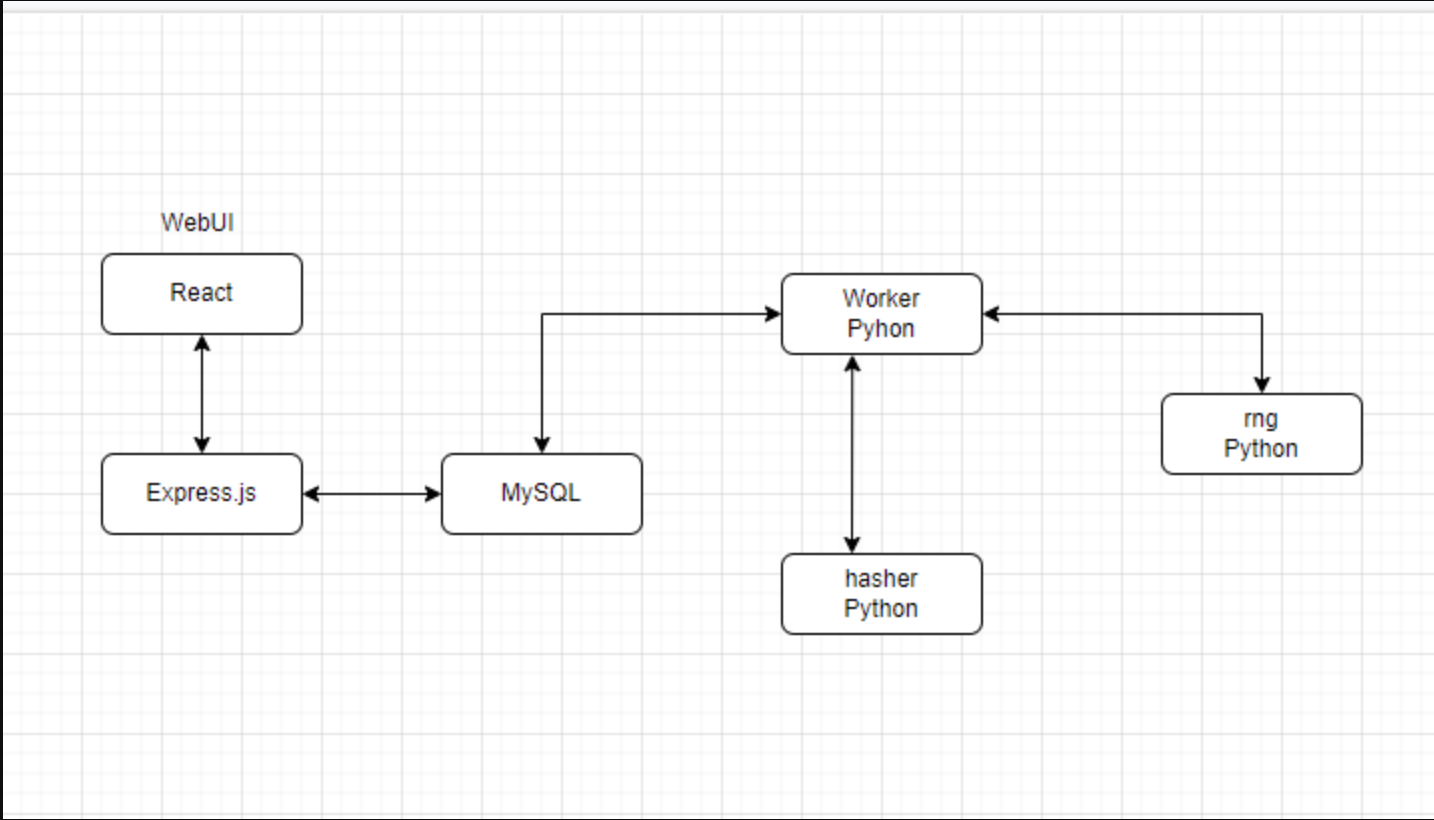 WebUI
React
Express.js
MySQL
Worker
Pyhon
hasher
Python
rng
Python